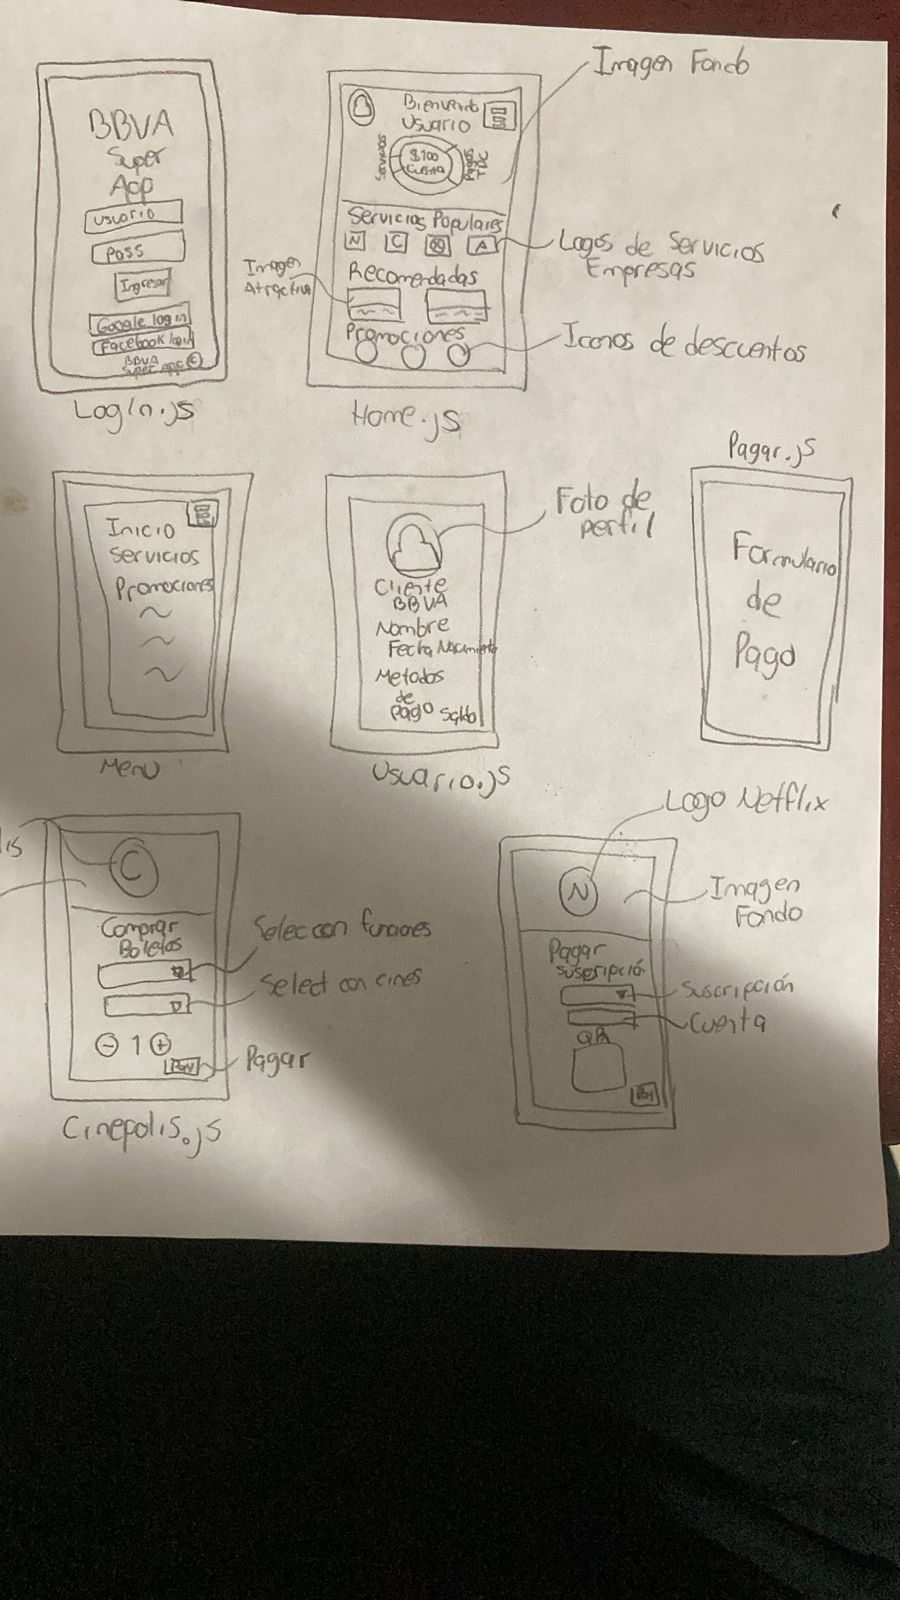 BBVA
Super
App
usuario
pass
Ingresar
Google log in
Facebook login
BBVA
Super App ©
Login.js
Imagen Fondo
Bienvenido
Usuario
Servicios
$100
Cuenta
Pagar
TDC
Servicios Populares
N C A
Logos de Servicios
Empresas
Recomendadas
Imagen
Atractiva
Promociones
Iconos de descuentos
Home.js
Inicio
Servicios
Promociones
Menu
Foto de
perfil
Cliente
BBVA
Nombre
Fecha Nacimiento
Metodos
de
pago Saldo
Usuario.js
Pagar.js
Formulario
de
Pago
lis
C
Comprar
Boletos
Select con funciones
Select con cines
- 1 +
Pay
Pagar
Cinepolis.js
Logo Netflix
N
Imagen
Fondo
Pagar
suscripción
suscripción
Cuenta
QR
Pay